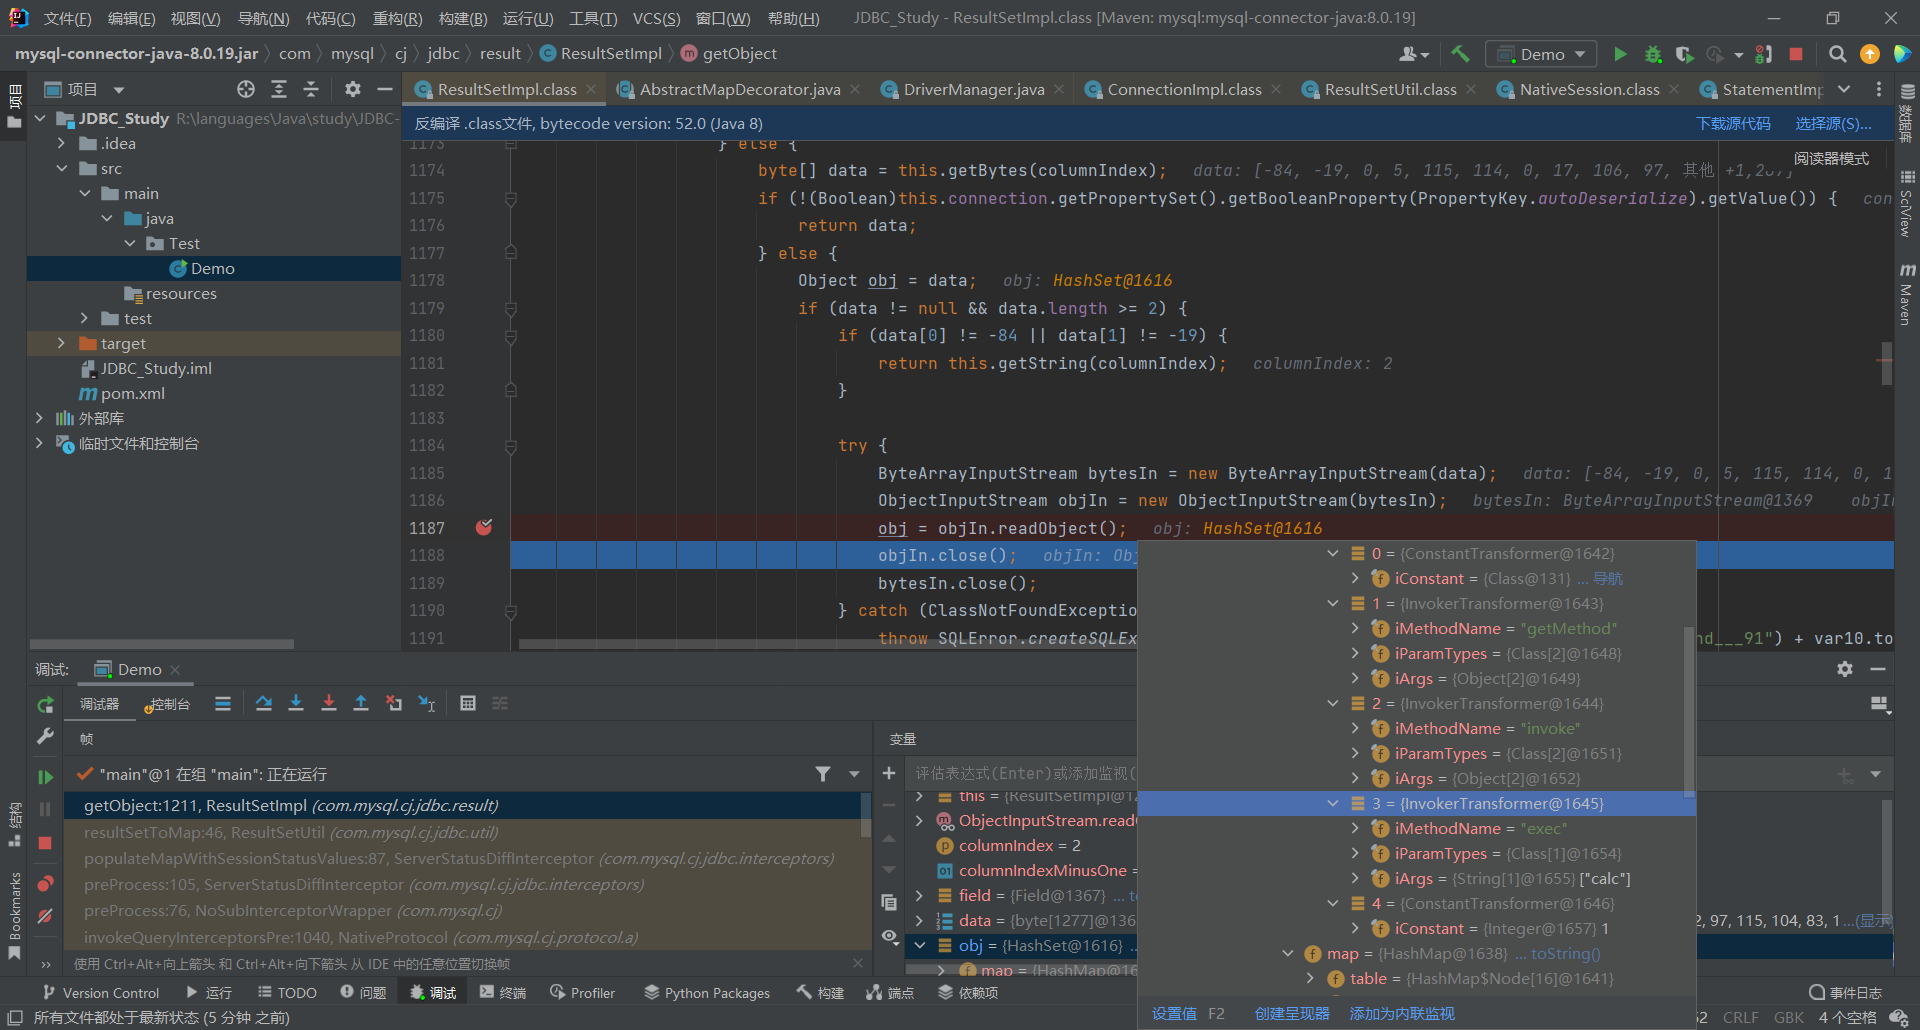 文件(F) 编辑(E) 视图(V) 导航(N) 代码(C) 重构(R) 构建(B) 运行(U) 工具(T) VCS(S) 窗口(W) 帮助(H) JDBC_Study - ResultSetImpl.class [Maven: mysql:mysql-connector-java:8.0.19]
mysql-connector-java-8.0.19.jar com mysql cj jdbc result ResultSetImpl getObject Demo
项目 ResultSetImpl.class AbstractMapDecorator.java DriverManager.java ConnectionImpl.class ResultSetUtil.class NativeSession.class StatementImp
项目
数据库
SciView
Maven
结构
Bookmarks
JDBC_Study R:\languages\Java\study\JDBC-
.idea
src
main
java
Test
Demo
resources
test
target
JDBC_Study.iml
pom.xml
外部库
临时文件和控制台
反编译 .class文件, bytecode version: 52.0 (Java 8) 下载源代码 选择源(S)...
阅读器模式
1173 } else {
1174 byte[] data = this.getBytes(columnIndex); data: [-84, -19, 0, 5, 115, 114, 0, 17, 106, 97, 其他 +1,267]
1175 if (!(Boolean)this.connection.getPropertySet().getBooleanProperty(PropertyKey.autoDeserialize).getValue()) { con
1176 return data;
1177 } else {
1178 Object obj = data; obj: HashSet@1616
1179 if (data != null && data.length >= 2) {
1180 if (data[0] != -84 || data[1] != -19) {
1181 return this.getString(columnIndex); columnIndex: 2
1182 }
1183
1184 try {
1185 ByteArrayInputStream bytesIn = new ByteArrayInputStream(data); data: [-84, -19, 0, 5, 115, 114, 0, 1
1186 ObjectInputStream objIn = new ObjectInputStream(bytesIn); bytesIn: ByteArrayInputStream@1369 objIn
1187 obj = objIn.readObject(); obj: HashSet@1616
1188 objIn.close(); objIn: Ob
1189 bytesIn.close();
1190 } catch (ClassNotFoundExceptio
1191 throw SQLError.createSQLEx nd___91") + var10.to
0 = {ConstantTransformer@1642}
iConstant = {Class@131} ... 导航
1 = {InvokerTransformer@1643}
iMethodName = "getMethod"
iParamTypes = {Class[2]@1648}
iArgs = {Object[2]@1649}
2 = {InvokerTransformer@1644}
iMethodName = "invoke"
iParamTypes = {Class[2]@1651}
iArgs = {Object[2]@1652}
3 = {InvokerTransformer@1645}
iMethodName = "exec"
iParamTypes = {Class[1]@1654}
iArgs = {String[1]@1655} ["calc"]
4 = {ConstantTransformer@1646}
iConstant = {Integer@1657} 1
map = {HashMap@1638} ... toString()
table = {HashMap$Node[16]@1641}
设置值 F2 创建呈现器 添加为内联监视
调试: Demo
调试器 控制台
帧
"main"@1 在组 "main": 正在运行
getObject:1211, ResultSetImpl (com.mysql.cj.jdbc.result)
resultSetToMap:46, ResultSetUtil (com.mysql.cj.jdbc.util)
populateMapWithSessionStatusValues:87, ServerStatusDiffInterceptor (com.mysql.cj.jdbc.interceptors)
preProcess:105, ServerStatusDiffInterceptor (com.mysql.cj.jdbc.interceptors)
preProcess:76, NoSubInterceptorWrapper (com.mysql.cj)
invokeQueryInterceptorsPre:1040, NativeProtocol (com.mysql.cj.protocol.a)
使用 Ctrl+Alt+向上箭头 和 Ctrl+Alt+向下箭头 从 IDE 中的任意位置切换帧
变量
评估表达式(Enter)或添加监视(
this = {ResultSetImpl@12
ObjectInputStream.read
columnIndex = 2
columnIndexMinusOne =
field = {Field@1367} ... to
data = {byte[1277]@136 2, 97, 115, 104, 83, 1... (显示)
obj = {HashSet@1616} ...
map = {HashMap@16
Version Control 运行 TODO 问题 调试 终端 Profiler Python Packages 构建 端点 依赖项 事件日志
所有文件都处于最新状态 (5 分钟 之前) 52 CRLF GBK 4 个空格